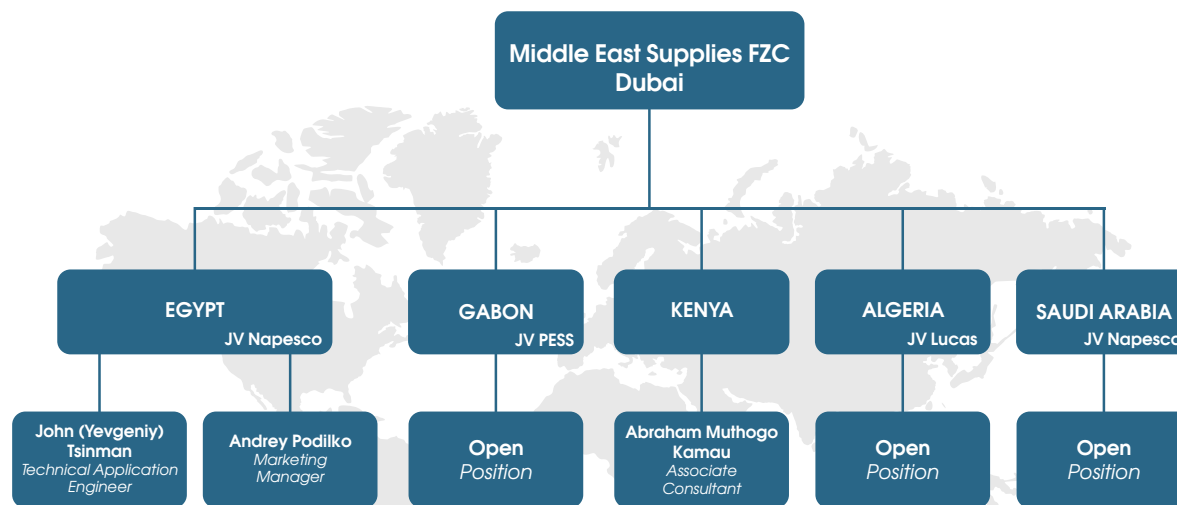 Middle East Supplies FZC
Dubai
EGYPT
JV Napesco
GABON
JV PESS
KENYA
ALGERIA
JV Lucas
SAUDI ARABIA
JV Napesco
John (Yevgeniy)
Tsinman
Technical Application
Engineer
Andrey Podilko
Marketing
Manager
Open
Position
Abraham Muthogo
Kamau
Associate
Consultant
Open
Position
Open
Position